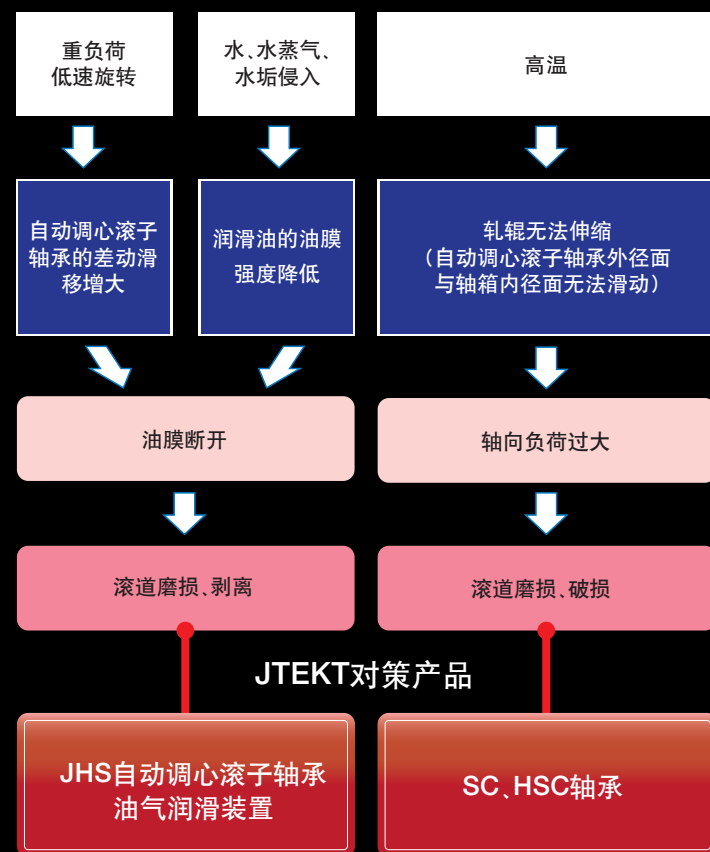 重负荷
低速旋转
水、水蒸气、
水垢侵入
高温
自动调心滚子
轴承的差动滑
移增大
润滑油的油膜
强度降低
轧辊无法伸缩
（自动调心滚子轴承外径面
与轴箱内径面无法滑动）
油膜断开
轴向负荷过大
滚道磨损、剥离
滚道磨损、破损
JTEKT对策产品
JHS自动调心滚子轴承
油气润滑装置
SC、HSC轴承